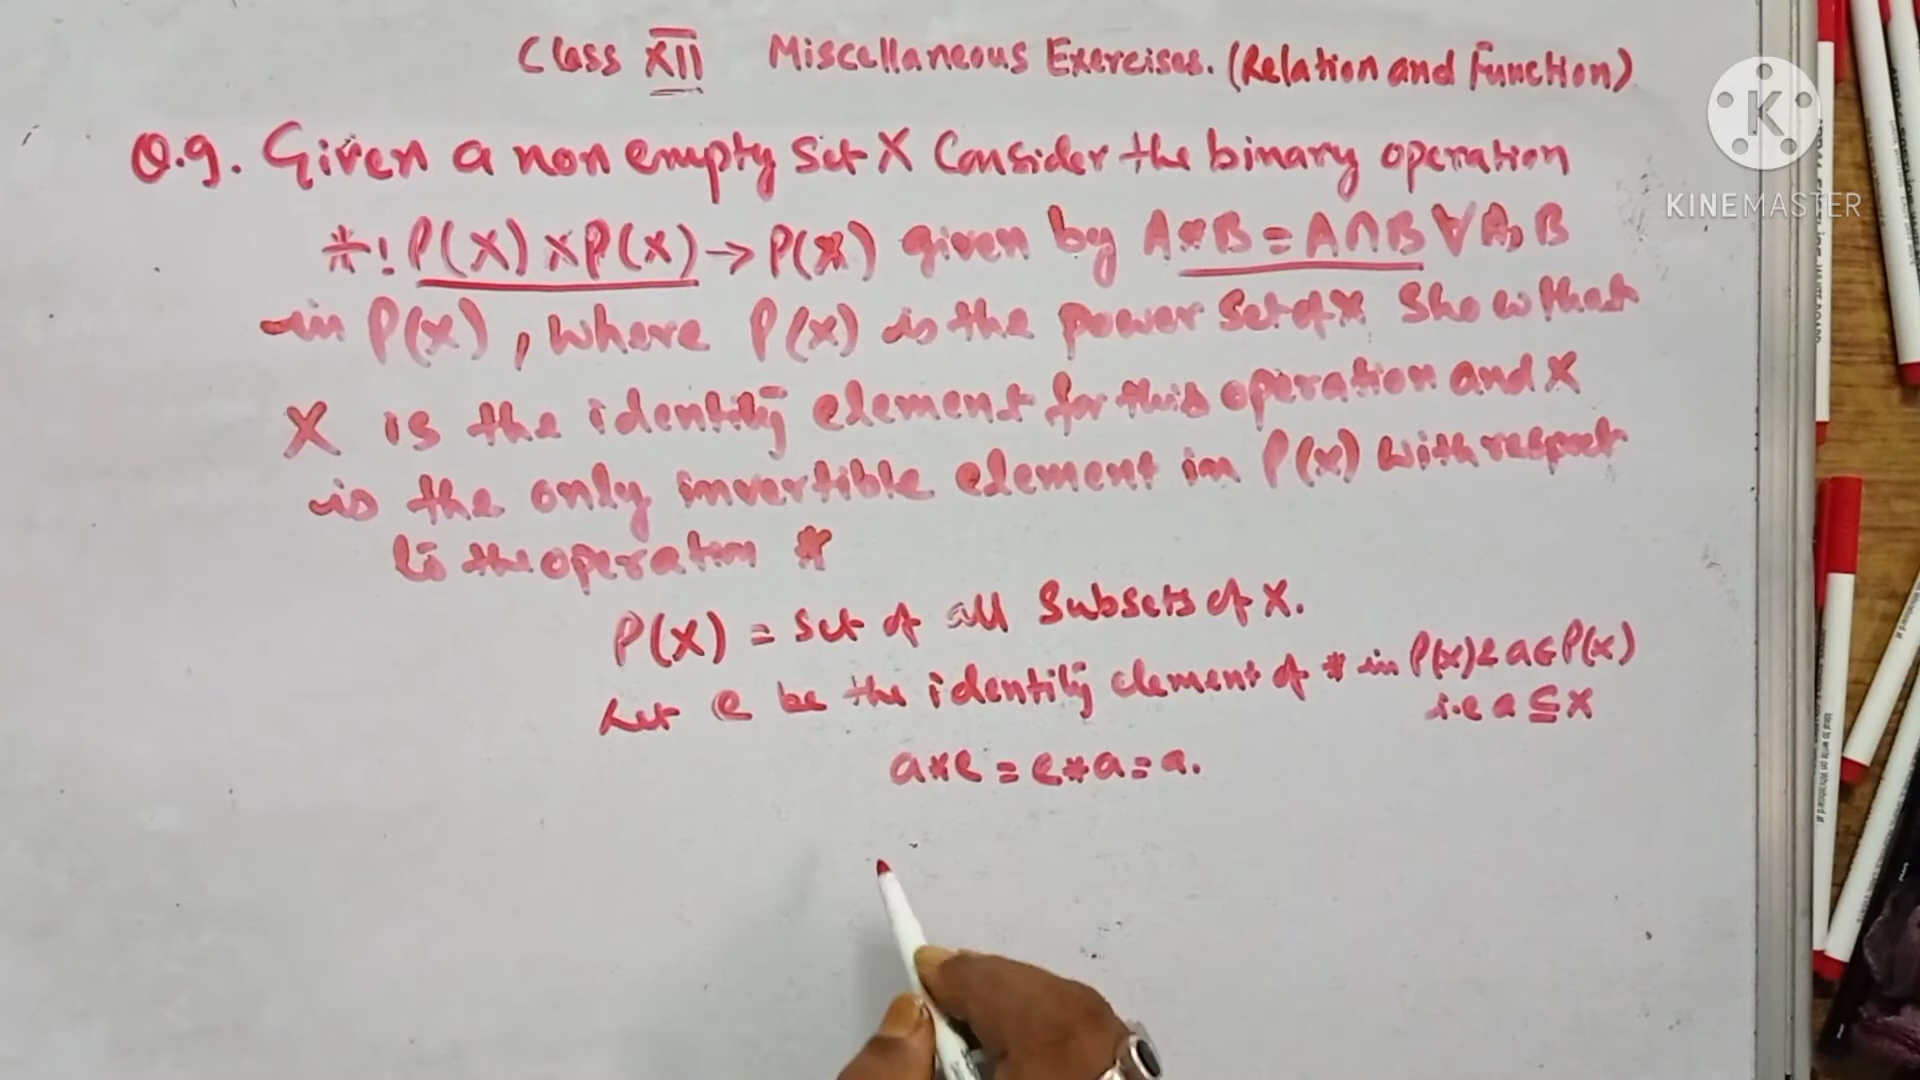 Class XII Miscellaneous Exercises. (Relation and Function)
Q.9. Given a non empty set X Consider the binary operation
*: P(X) × P(X) → P(X) given by A*B = A∩B ∀ A, B
in P(X), where P(X) is the power set of X Show that
X is the identity element for this operation and X
is the only invertible element in P(X) with respect
to the operation *
P(X) = Set of all Subsets of X.
Let e be the identity element of * in P(X) & a ∈ P(X)
i.e a ⊆ X
a*e = e*a = a.
K
KINEMASTER